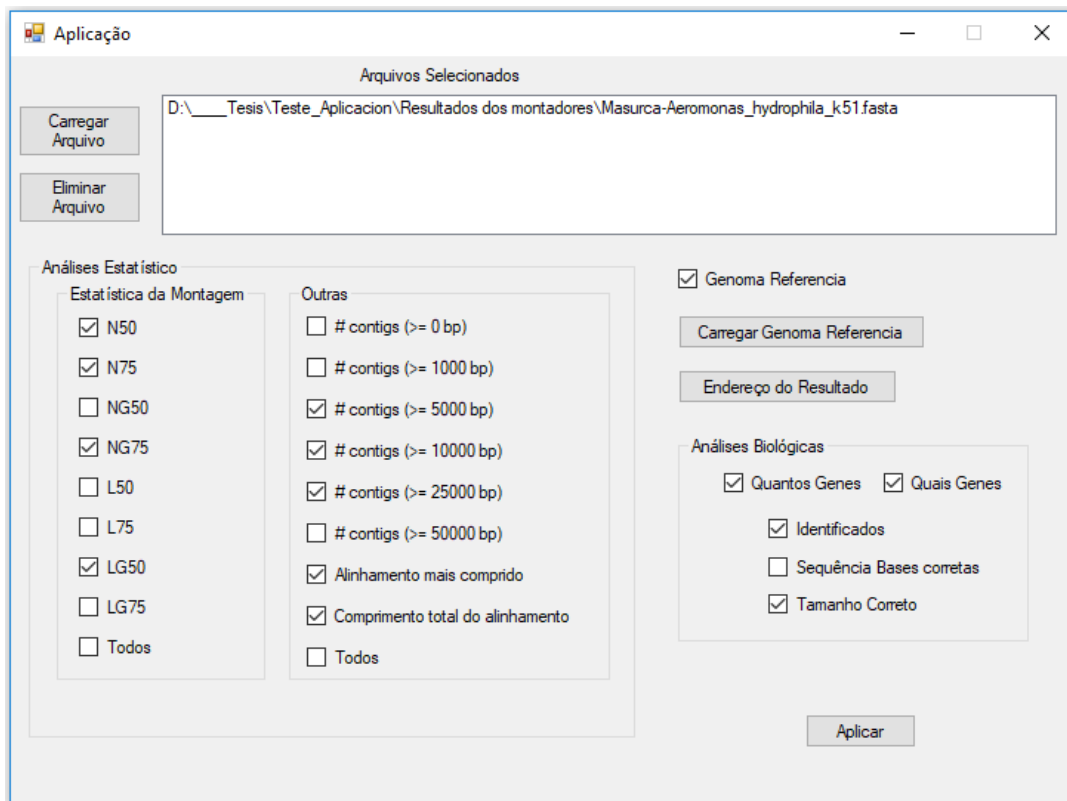 Aplicação
Arquivos Selecionados
Carregar
Arquivo
D:\____Tesis\Teste_Aplicacion\Resultados dos montadores\Masurca-Aeromonas_hydrophila_k51.fasta
Eliminar
Arquivo
Análises Estatístico
Estatística da Montagem
N50
N75
NG50
NG75
L50
L75
LG50
LG75
Todos
Outras
# contigs (>= 0 bp)
# contigs (>= 1000 bp)
# contigs (>= 5000 bp)
# contigs (>= 10000 bp)
# contigs (>= 25000 bp)
# contigs (>= 50000 bp)
Alinhamento mais comprido
Comprimento total do alinhamento
Todos
Genoma Referencia
Carregar Genoma Referencia
Endereço do Resultado
Análises Biológicas
Quantos Genes Quais Genes
Identificados
Sequência Bases corretas
Tamanho Correto
Aplicar